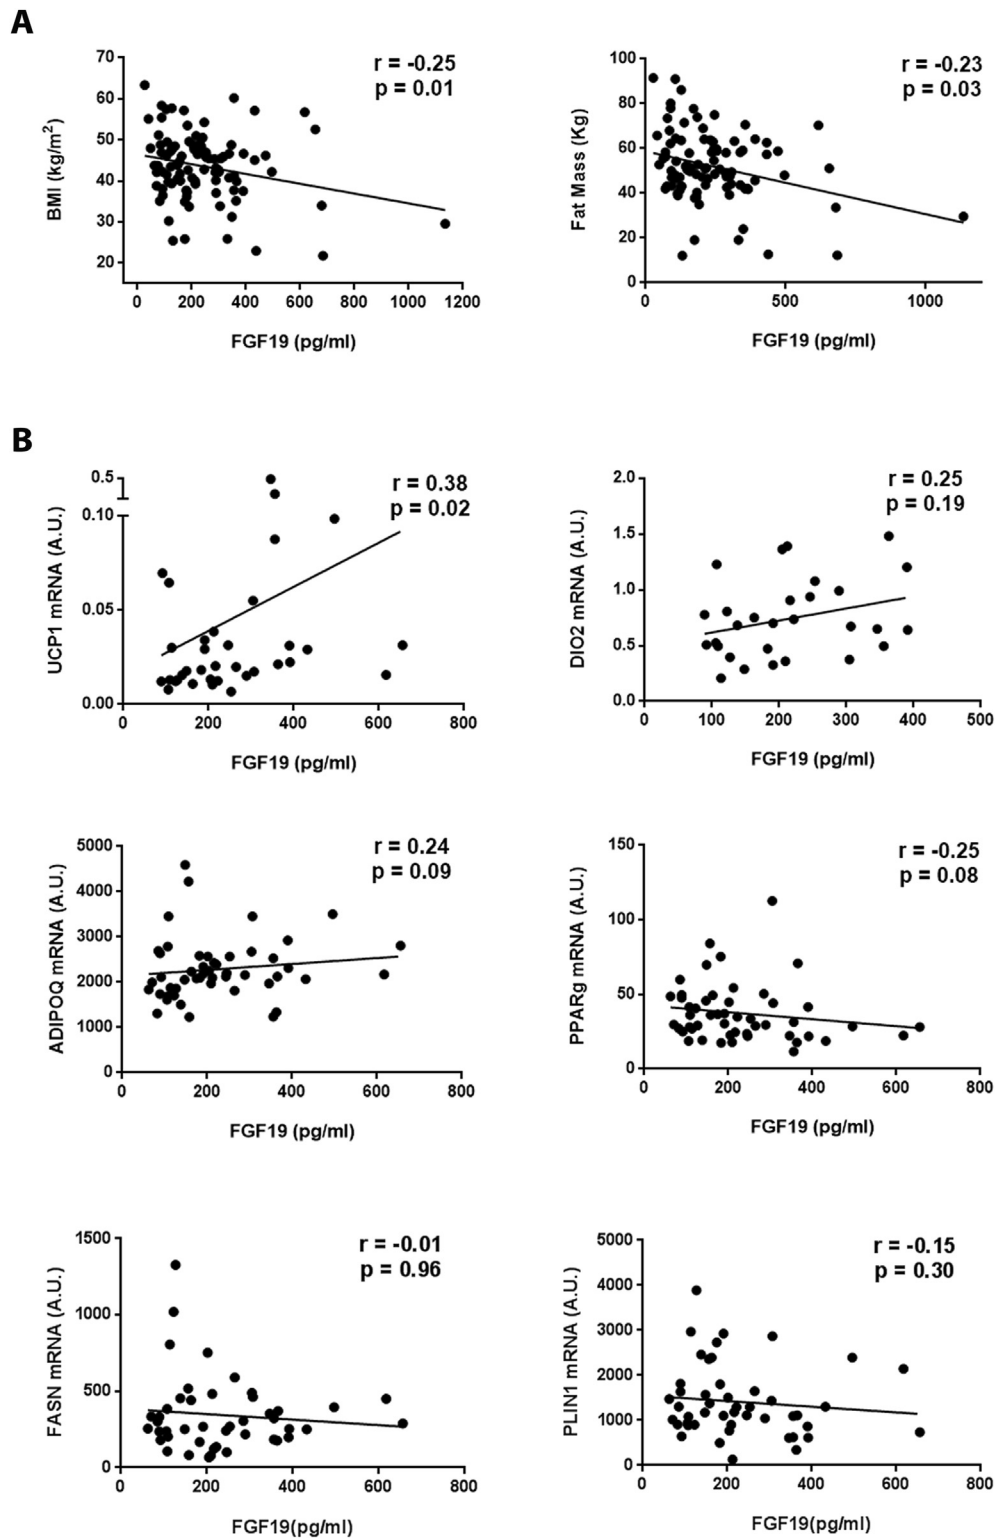 A
r = -0.25
p = 0.01
BMI (kg/m²)
70
60
50
40
30
20
0 200 400 600 800 1000 1200
FGF19 (pg/ml)
r = -0.23
p = 0.03
Fat Mass (Kg)
100
80
60
40
20
0
0 500 1000
FGF19 (pg/ml)
B
r = 0.38
p = 0.02
UCP1 mRNA (A.U.)
0.5
0.10
0.05
0.00
0 200 400 600 800
FGF19 (pg/ml)
r = 0.25
p = 0.19
DIO2 mRNA (A.U.)
2.0
1.5
1.0
0.5
0.0
0 100 200 300 400 500
FGF19 (pg/ml)
r = 0.24
p = 0.09
ADIPOQ mRNA (A.U.)
5000
4000
3000
2000
1000
0
0 200 400 600 800
FGF19 (pg/ml)
r = -0.25
p = 0.08
PPARg mRNA (A.U.)
150
100
50
0
0 200 400 600 800
FGF19 (pg/ml)
r = -0.01
p = 0.96
FASN mRNA (A.U.)
1500
1000
500
0
0 200 400 600 800
FGF19(pg/ml)
r = -0.15
p = 0.30
PLIN1 mRNA (A.U.)
5000
4000
3000
2000
1000
0
0 200 400 600 800
FGF19(pg/ml)